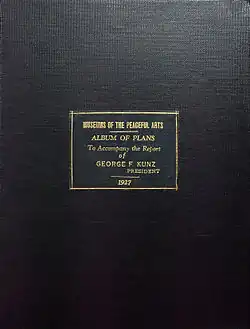 MUSEUMS OF THE PEACEFUL ARTS
ALBUM OF PLANS
To Accompany the Report
of
GEORGE F. KUNZ
PRESIDENT
1927